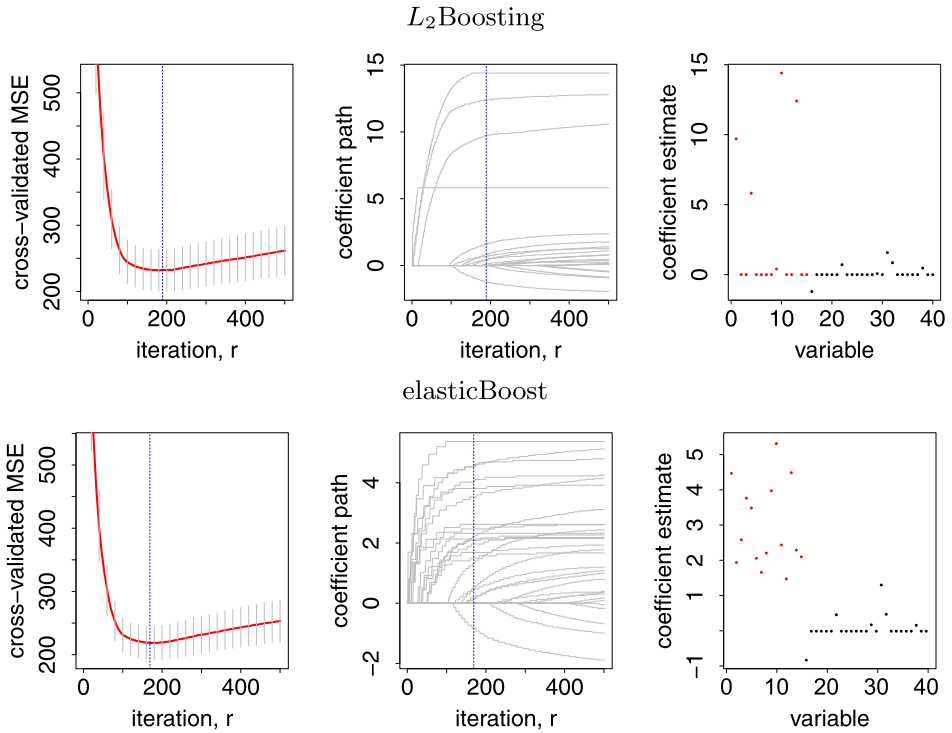 L2Boosting
cross-validated MSE
200 300 400 500
0 200 400
iteration, r
coefficient path
0 5 10 15
0 200 400
iteration, r
coefficient estimate
0 5 10 15
0 10 20 30 40
variable
elasticBoost
cross-validated MSE
200 300 400 500
0 200 400
iteration, r
coefficient path
−2 0 2 4
0 200 400
iteration, r
coefficient estimate
−1 1 2 3 4 5
0 10 20 30 40
variable